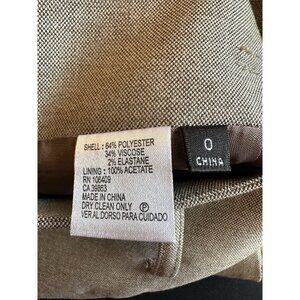 SHELL : 64% POLYESTER
34% VISCOSE
2% ELASTANE
LINING : 100% ACETATE
RN 106409
CA 39863
MADE IN CHINA
DRY CLEAN ONLY Ⓟ
VER AL DORSO PARA CUIDADO
0
CHINA